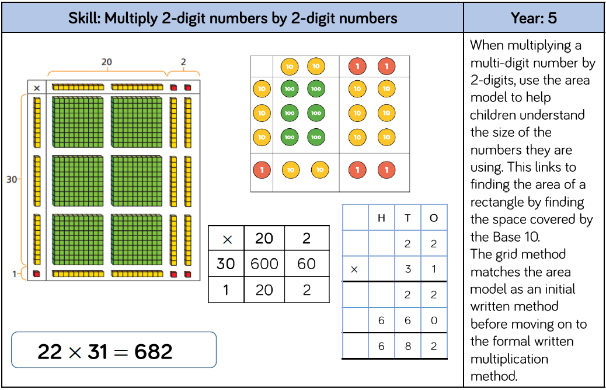 Skill: Multiply 2-digit numbers by 2-digit numbers
Year: 5
20 2
×
30
1
10 10 1 1
10 100 100 10 10
10 100 100 10 10
10 100 100 10 10
1 10 10 1 1
× 20 2
30 600 60
1 20 2
H T O
2 2
× 3 1
2 2
6 6 0
6 8 2
22 × 31 = 682
When multiplying a
multi-digit number by
2-digits, use the area
model to help
children understand
the size of the
numbers they are
using. This links to
finding the area of a
rectangle by finding
the space covered by
the Base 10.
The grid method
matches the area
model as an initial
written method
before moving on to
the formal written
multiplication
method.